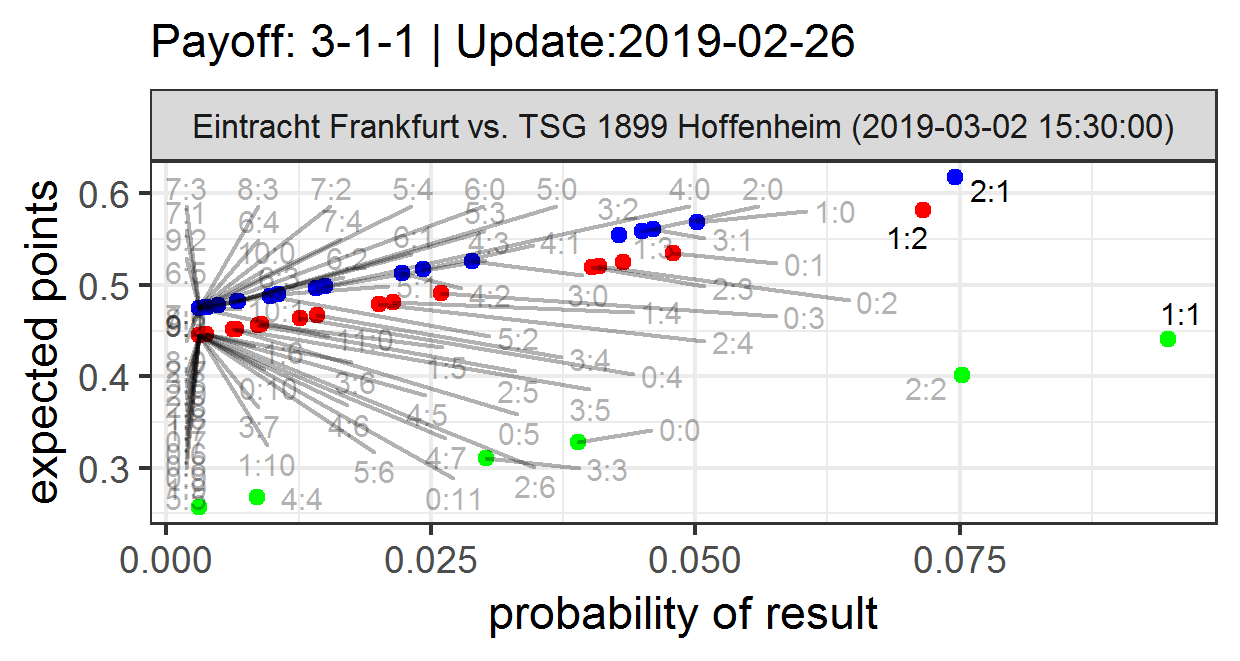 Payoff: 3-1-1 | Update:2019-02-26
Eintracht Frankfurt vs. TSG 1899 Hoffenheim (2019-03-02 15:30:00)
expected points
0.6
0.5
0.4
0.3
7:3 8:3 7:2 5:4 6:0 5:0 4:0 2:0
7:1 6:4 7:4 5:3 3:2 1:0 2:1
9:2 10:0 6:2 6:1 4:3 4:1 1:3 3:1 1:2
6:5 6:3 5:1 4:2 3:0 2:3 0:1 0:2
10:1 11:0 5:2 1:4 0:3 1:1
1:6 1:5 3:4 2:4
0:10 3:6 2:5 0:4 2:2
3:7 4:6 4:5 0:5 3:5 0:0
1:10 5:6 4:7 2:6 3:3
4:4 0:11
0.000 0.025 0.050 0.075
probability of result